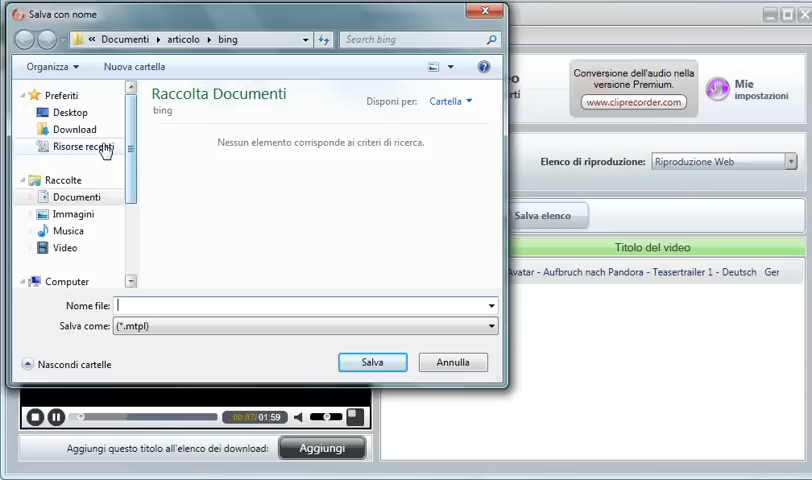 Salva con nome
Documenti articolo bing
Search bing
Organizza Nuova cartella
Preferiti
Desktop
Download
Risorse recenti
Raccolte
Documenti
Immagini
Musica
Video
Computer
Raccolta Documenti
bing
Disponi per: Cartella
Nessun elemento corrisponde ai criteri di ricerca.
Nome file:
Salva come: (*.mtpl)
Nascondi cartelle
Salva Annulla
Conversione dell'audio nella
versione Premium.
www.cliprecorder.com
Mie
impostazioni
Elenco di riproduzione: Riproduzione Web
Salva elenco
Titolo del video
Avatar - Aufbruch nach Pandora - Teasertrailer 1 - Deutsch Ger
/01:59
Aggiungi questo titolo all'elenco dei download: Aggiungi